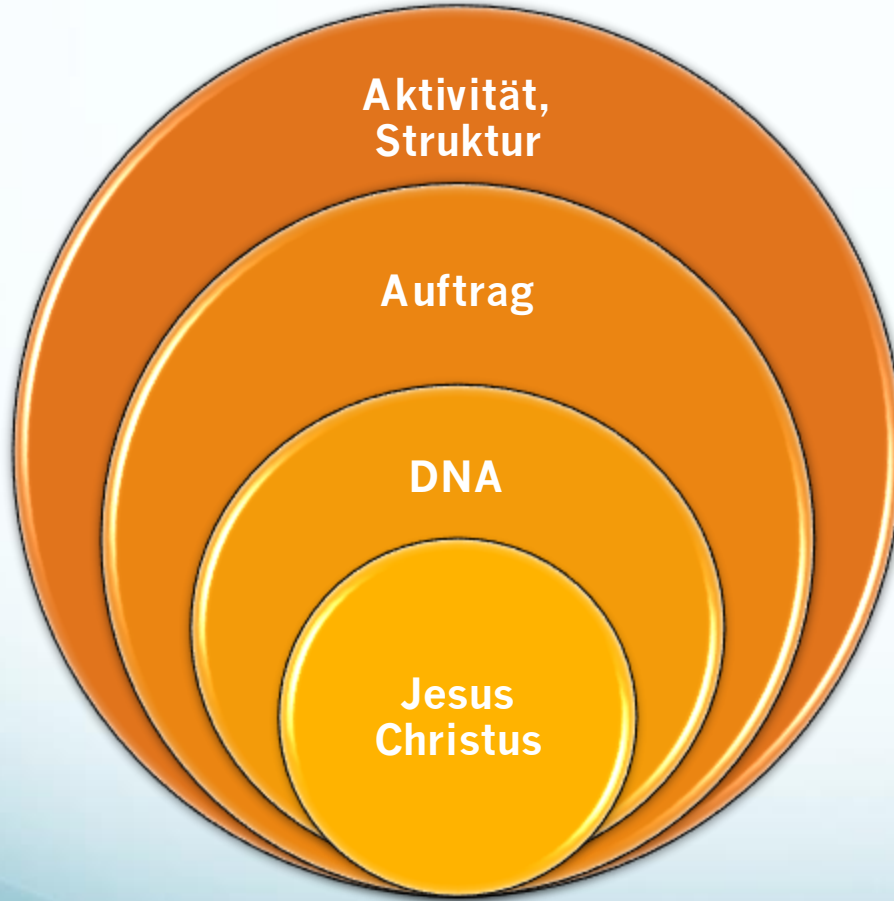 Aktivität,
Struktur
Auftrag
DNA
Jesus
Christus